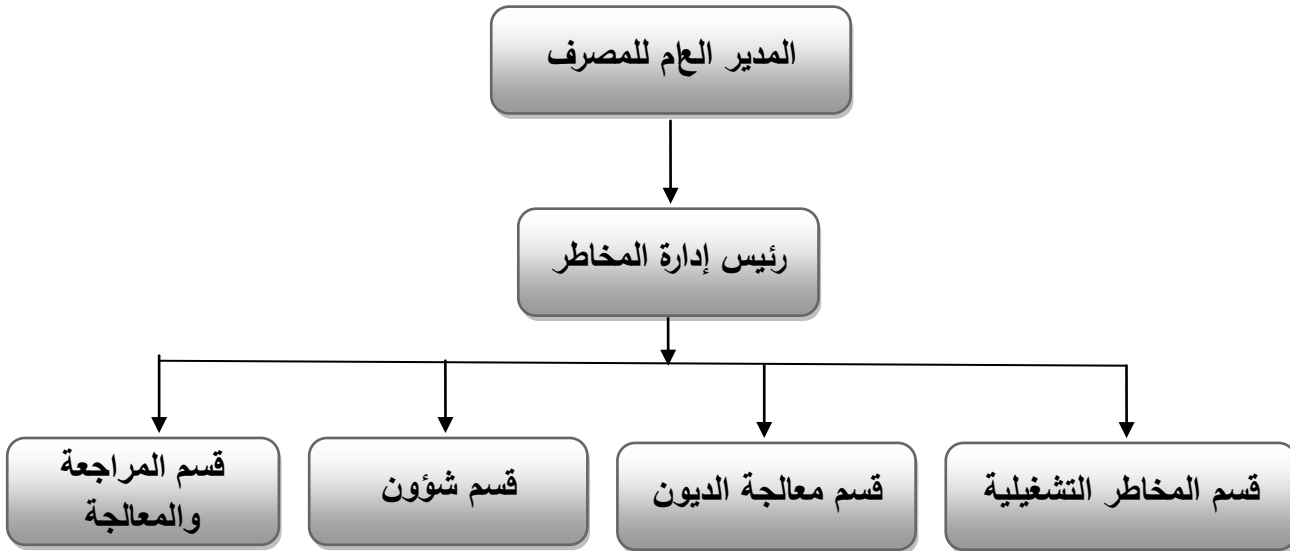 المدير العام للمصرف
رئيس إدارة المخاطر
قسم المخاطر التشغيلية
قسم معالجة الديون
قسم شؤون
قسم المراجعة
والمعالجة